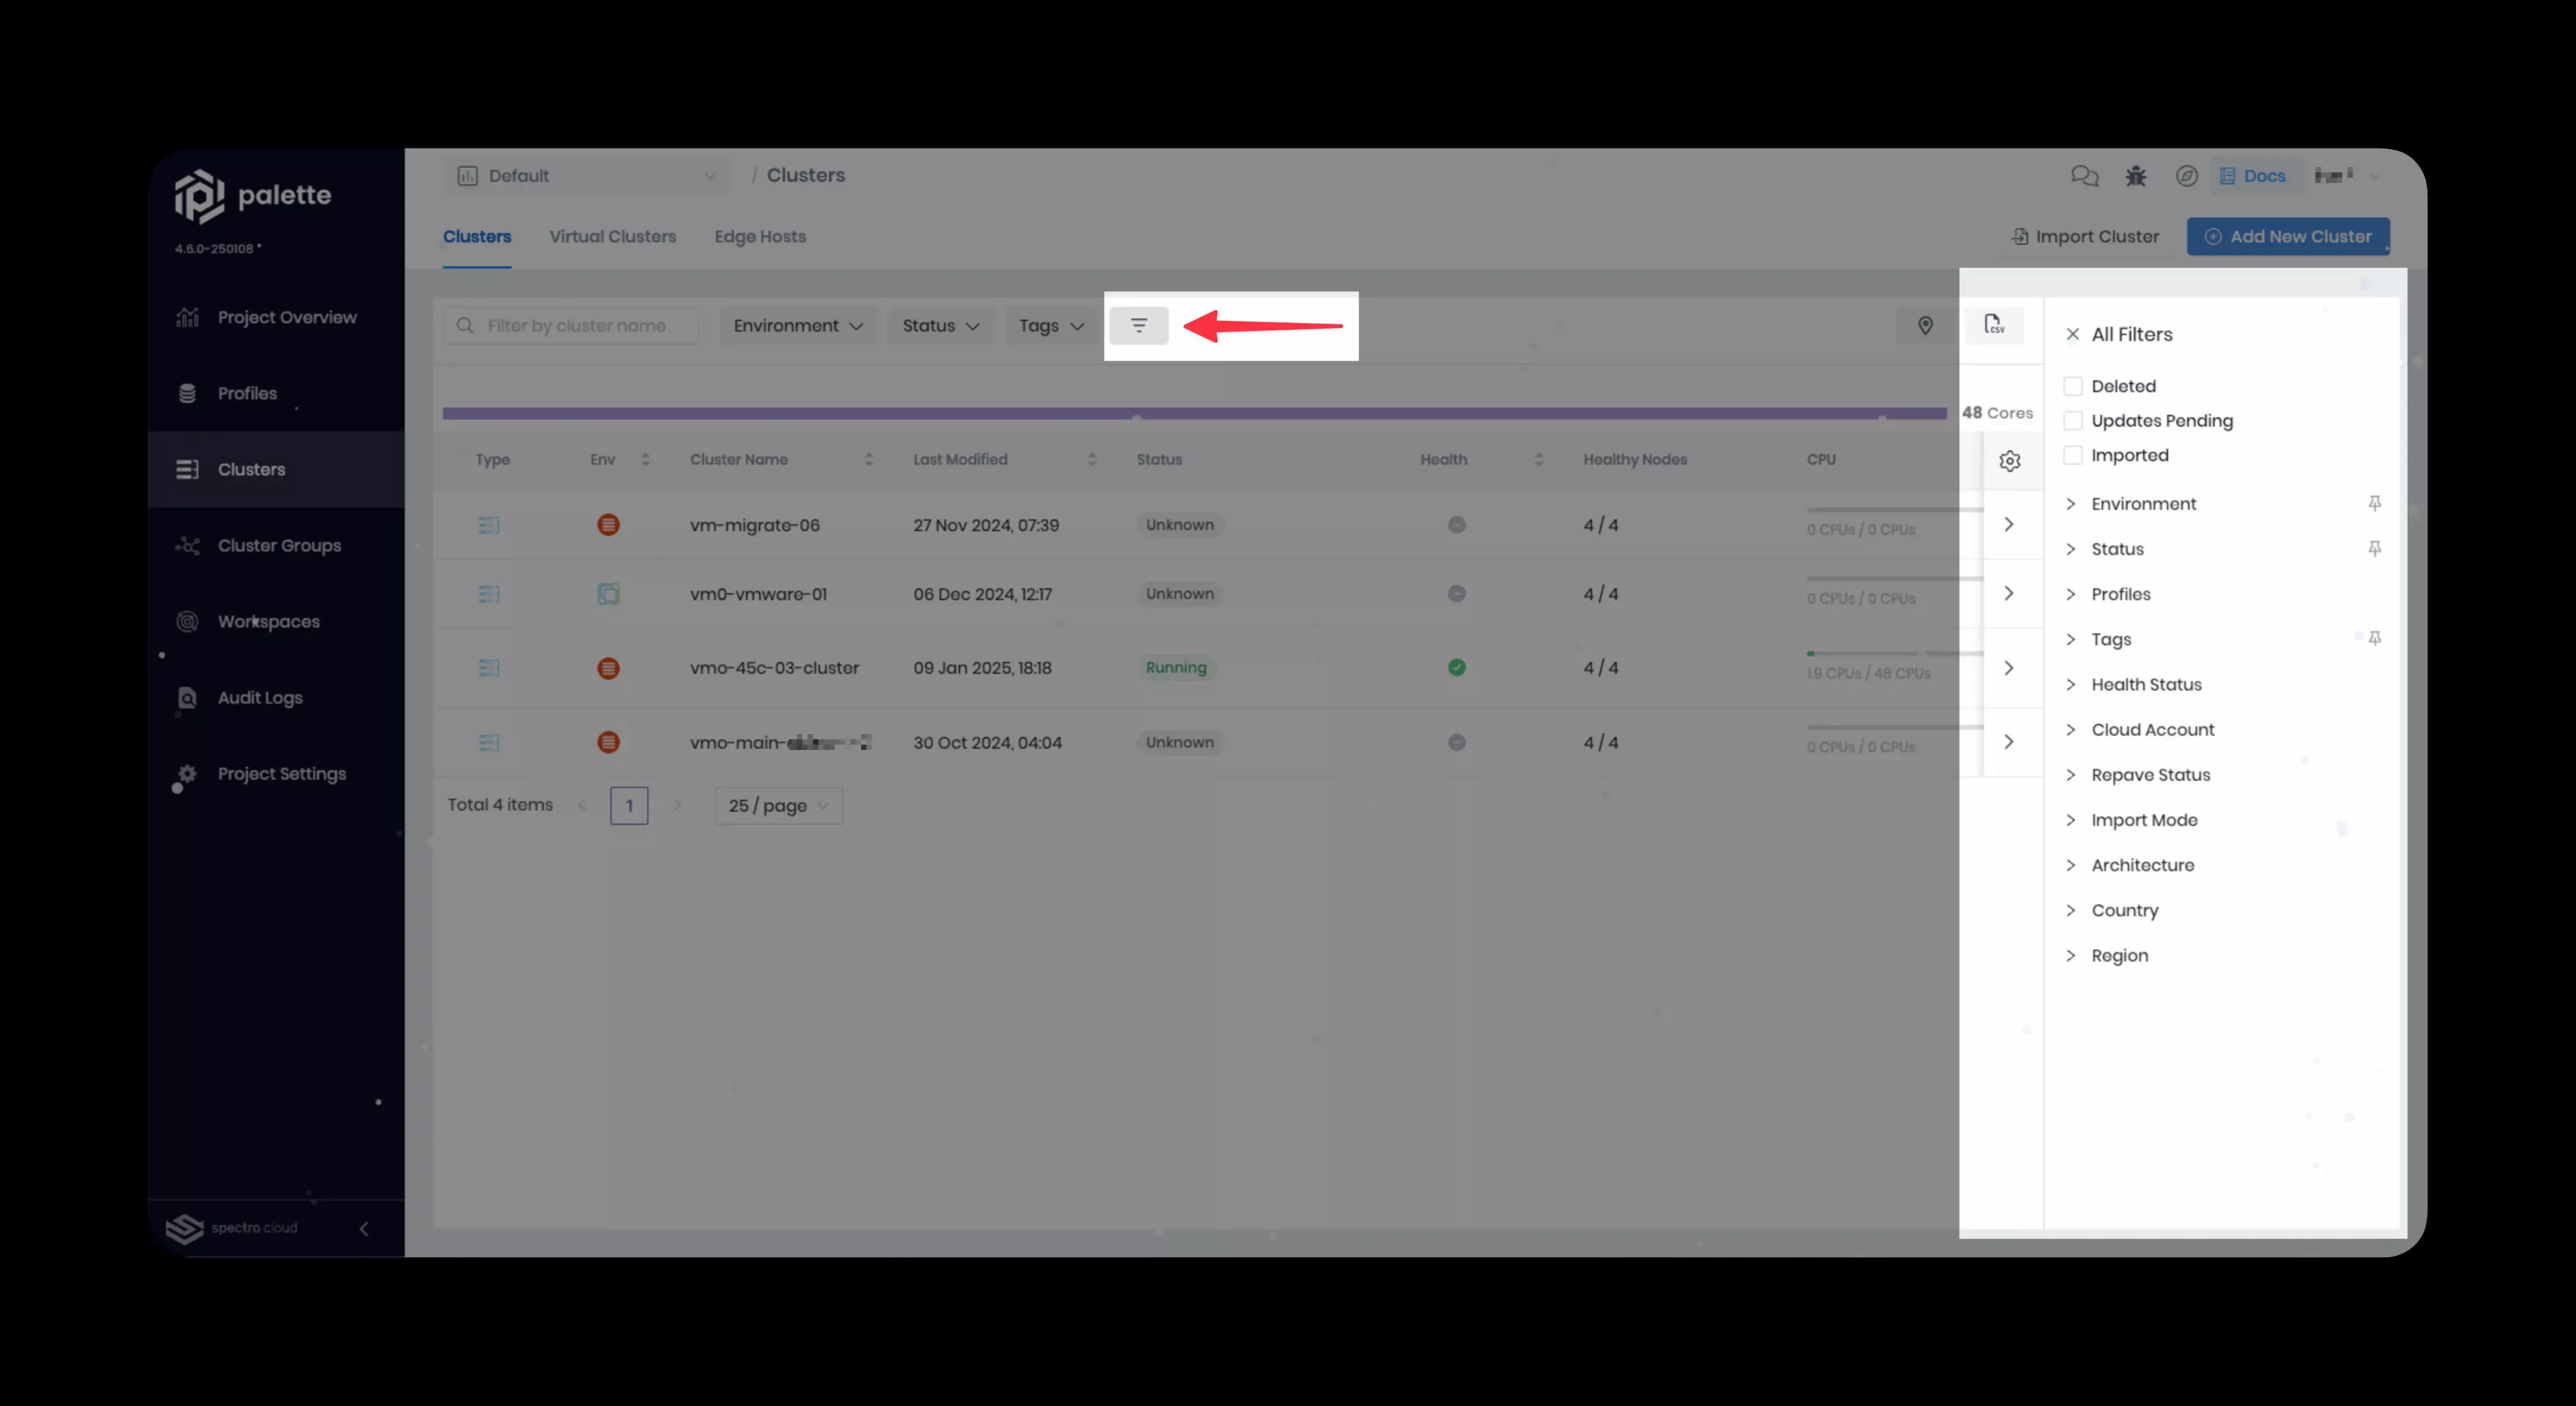 palette
4.6.0-250108 *
Project Overview
Profiles
Clusters
Cluster Groups
Workspaces
Audit Logs
Project Settings
spectro cloud
Default / Clusters
Docs
Clusters Virtual Clusters Edge Hosts
Import Cluster Add New Cluster
Filter by cluster name Environment Status Tags CSV
48 Cores
Type Env Cluster Name Last Modified Status Health Healthy Nodes CPU
vm-migrate-06 27 Nov 2024, 07:39 Unknown 4 / 4 0 CPUs / 0 CPUs
vm0-vmware-01 06 Dec 2024, 12:17 Unknown 4 / 4 0 CPUs / 0 CPUs
vmo-45c-03-cluster 09 Jan 2025, 18:18 Running 4 / 4 1.9 CPUs / 48 CPUs
vmo-main- 30 Oct 2024, 04:04 Unknown 4 / 4 0 CPUs / 0 CPUs
Total 4 items 1 25 / page
All Filters
Deleted
Updates Pending
Imported
Environment
Status
Profiles
Tags
Health Status
Cloud Account
Repave Status
Import Mode
Architecture
Country
Region